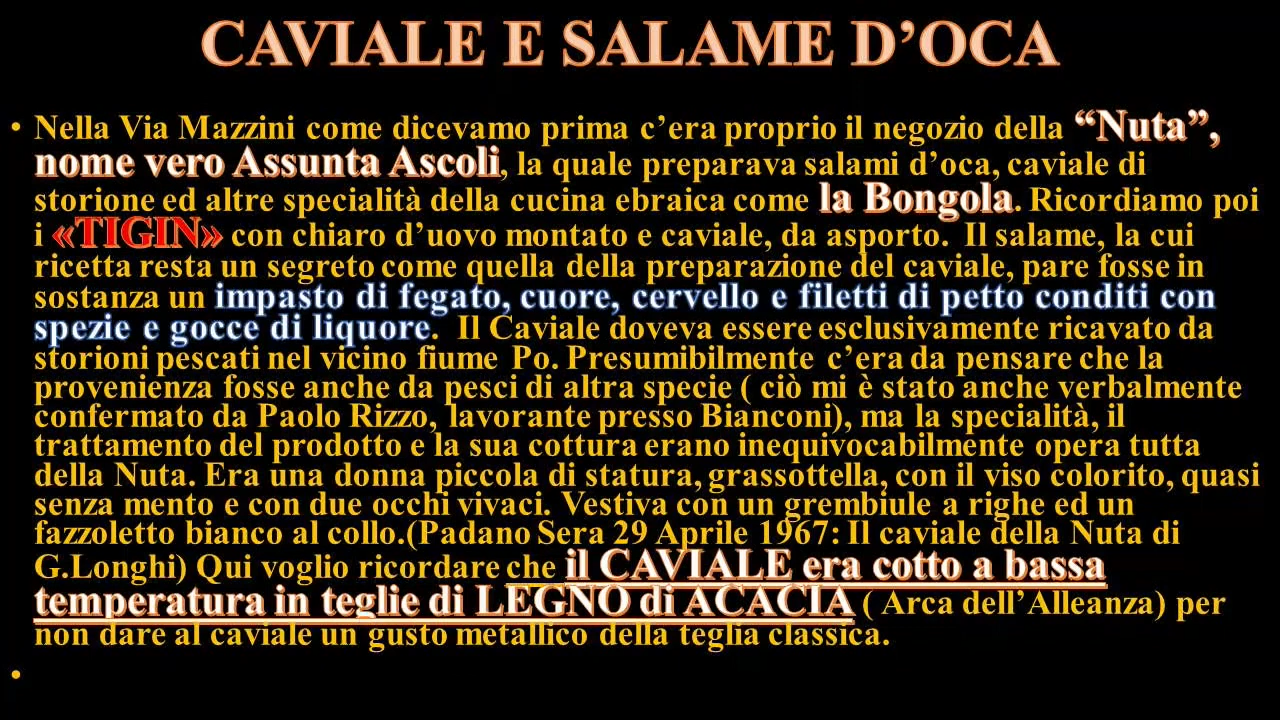 CAVIALE E SALAME D’OCA
• Nella Via Mazzini come dicevamo prima c’era proprio il negozio della “Nuta”,
nome vero Assunta Ascoli, la quale preparava salami d’oca, caviale di
storione ed altre specialità della cucina ebraica come la Bongola. Ricordiamo poi
i «TIGIN» con chiaro d’uovo montato e caviale, da asporto. Il salame, la cui
ricetta resta un segreto come quella della preparazione del caviale, pare fosse in
sostanza un impasto di fegato, cuore, cervello e filetti di petto conditi con
spezie e gocce di liquore. Il Caviale doveva essere esclusivamente ricavato da
storioni pescati nel vicino fiume Po. Presumibilmente c’era da pensare che la
provenienza fosse anche da pesci di altra specie ( ciò mi è stato anche verbalmente
confermato da Paolo Rizzo, lavorante presso Bianconi), ma la specialità, il
trattamento del prodotto e la sua cottura erano inequivocabilmente opera tutta
della Nuta. Era una donna piccola di statura, grassottella, con il viso colorito, quasi
senza mento e con due occhi vivaci. Vestiva con un grembiule a righe ed un
fazzoletto bianco al collo.(Padano Sera 29 Aprile 1967: Il caviale della Nuta di
G.Longhi) Qui voglio ricordare che il CAVIALE era cotto a bassa
temperatura in teglie di LEGNO di ACACIA ( Arca dell’Alleanza) per
non dare al caviale un gusto metallico della teglia classica.
•